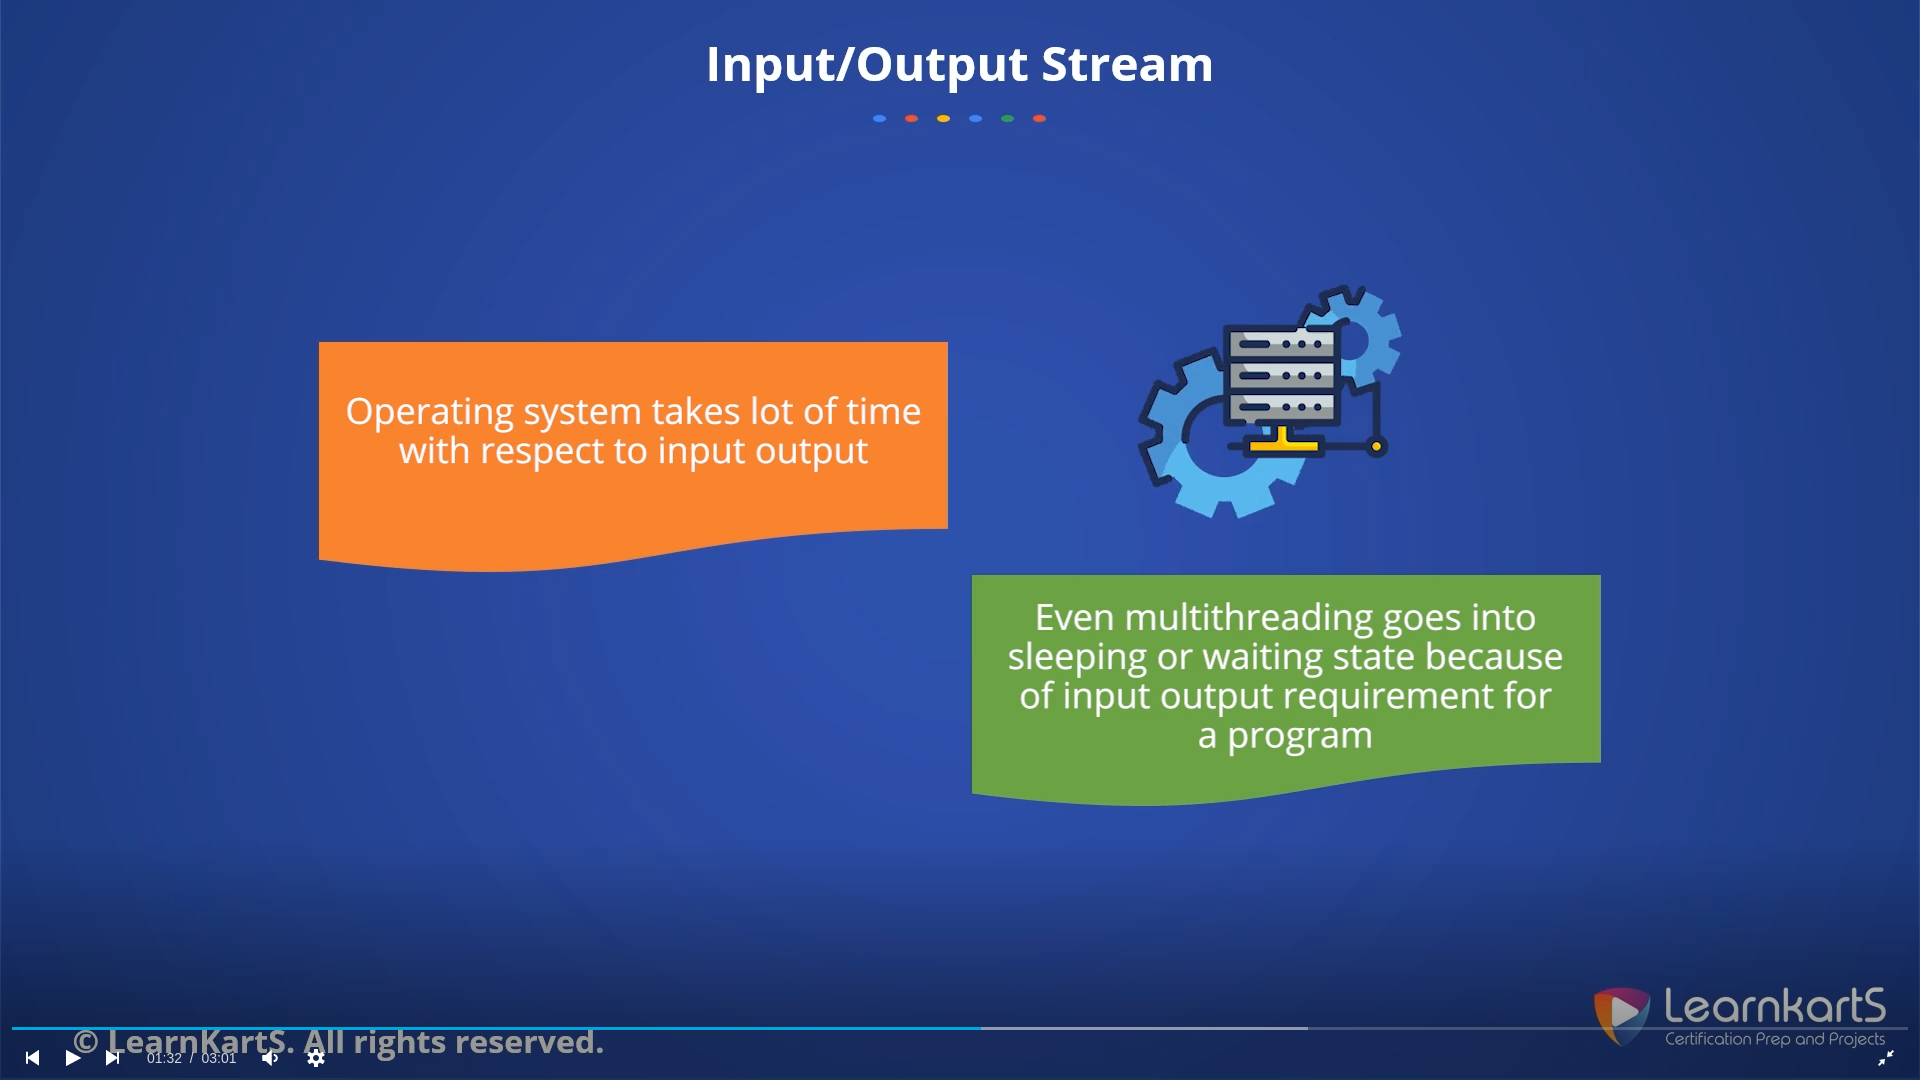 Input/Output Stream
Operating system takes lot of time
with respect to input output
Even multithreading goes into
sleeping or waiting state because
of input output requirement for
a program
LearnkartS
Certification Prep and Projects
© LearnKartS. All rights reserved.
01:32 / 03:01